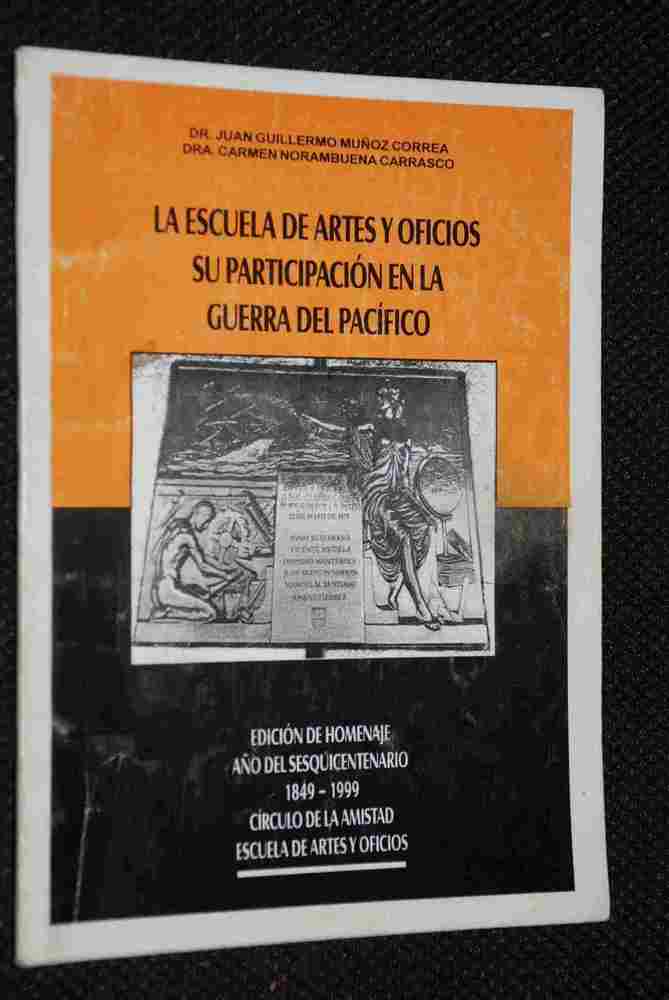 DR. JUAN GUILLERMO MUÑOZ CORREA
DRA. CARMEN NORAMBUENA CARRASCO
LA ESCUELA DE ARTES Y OFICIOS
SU PARTICIPACIÓN EN LA
GUERRA DEL PACÍFICO
EDICIÓN DE HOMENAJE
AÑO DEL SESQUICENTENARIO
1849 - 1999
CÍRCULO DE LA AMISTAD
ESCUELA DE ARTES Y OFICIOS